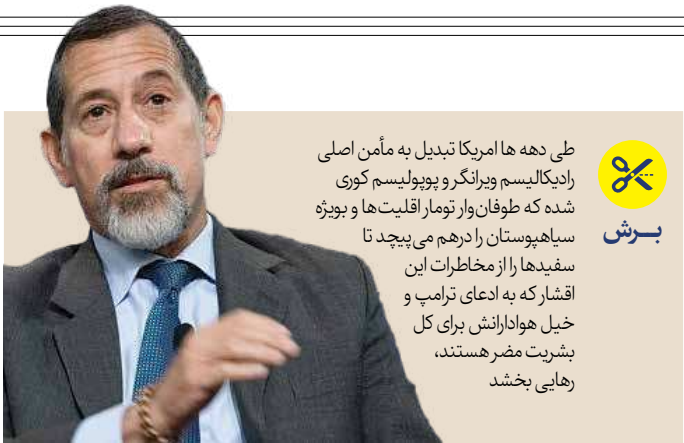 برش
طی دهه ها امریکا تبدیل به مأمن اصلی
رادیکالیسم ویرانگر و پوپولیسم کوری
شده که طوفان‌وار تومار اقلیت‌ها و بویژه
سیاهپوستان را درهم می‌پیچد تا
سفیدها را از مخاطرات این
اقشار که به ادعای ترامپ و
خیل هوادارانش برای کل
بشریت مضر هستند،
رهایی بخشد